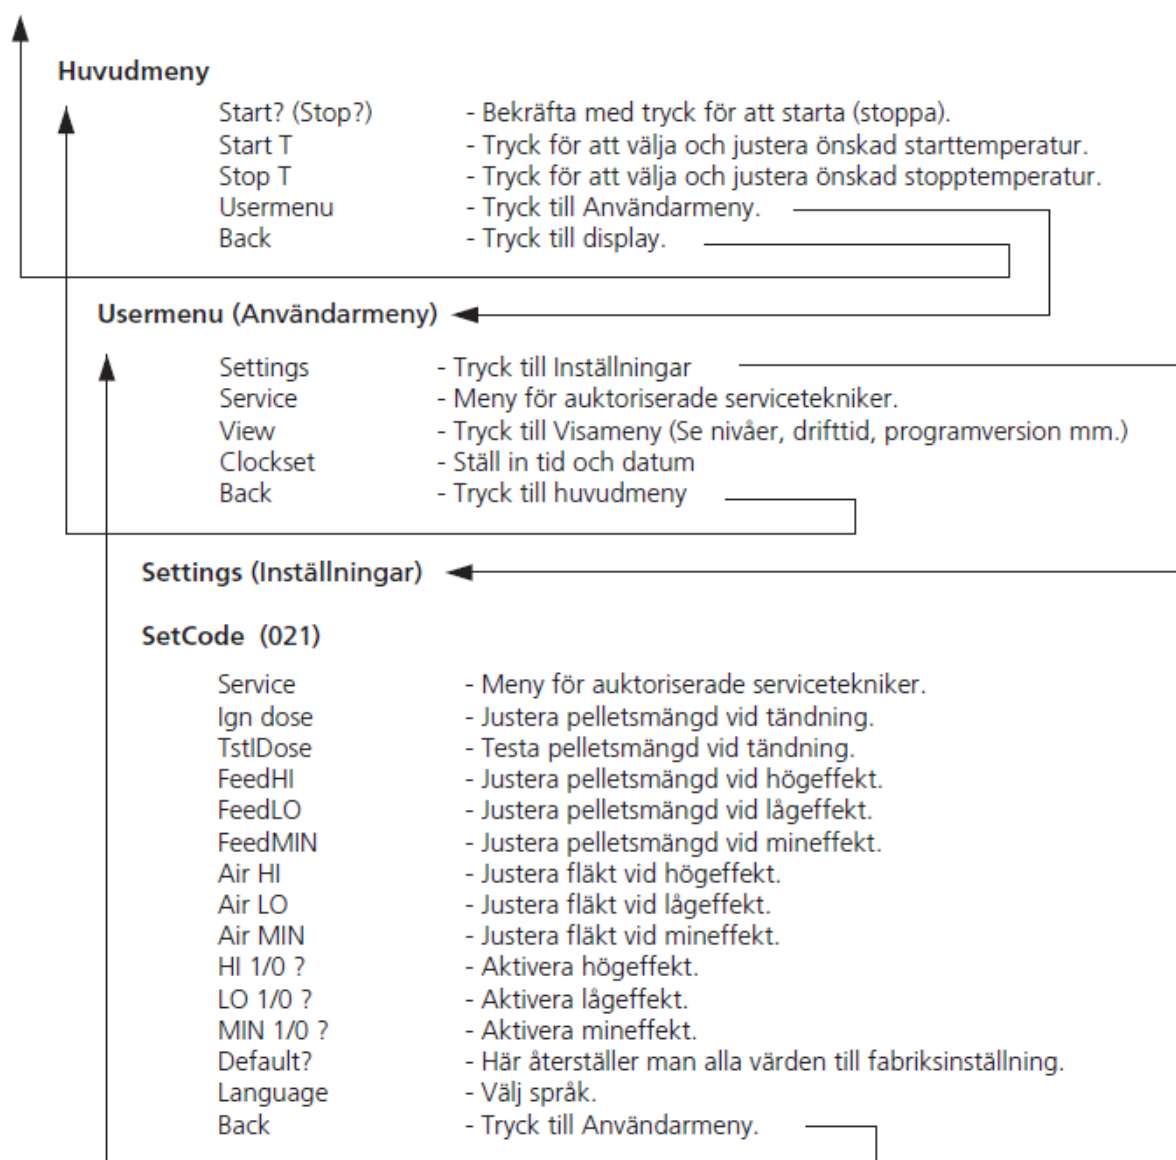 Huvudmeny
Start? (Stop?) - Bekräfta med tryck för att starta (stoppa).
Start T - Tryck för att välja och justera önskad starttemperatur.
Stop T - Tryck för att välja och justera önskad stopptemperatur.
Usermenu - Tryck till Användarmeny.
Back - Tryck till display.
Usermenu (Användarmeny)
Settings - Tryck till Inställningar
Service - Meny för auktoriserade servicetekniker.
View - Tryck till Visameny (Se nivåer, drifttid, programversion mm.)
Clockset - Ställ in tid och datum
Back - Tryck till huvudmeny
Settings (Inställningar)
SetCode (021)
Service - Meny för auktoriserade servicetekniker.
Ign dose - Justera pelletsmängd vid tändning.
TstIDose - Testa pelletsmängd vid tändning.
FeedHI - Justera pelletsmängd vid högeffekt.
FeedLO - Justera pelletsmängd vid lågeffekt.
FeedMIN - Justera pelletsmängd vid mineffekt.
Air HI - Justera fläkt vid högeffekt.
Air LO - Justera fläkt vid lågeffekt.
Air MIN - Justera fläkt vid mineffekt.
HI 1/0 ? - Aktivera högeffekt.
LO 1/0 ? - Aktivera lågeffekt.
MIN 1/0 ? - Aktivera mineffekt.
Default? - Här återställer man alla värden till fabriksinställning.
Language - Välj språk.
Back - Tryck till Användarmeny.